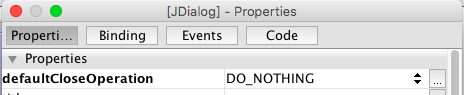 [JDialog] - Properties
Properti... Binding Events Code
Properties
defaultCloseOperation DO_NOTHING ...